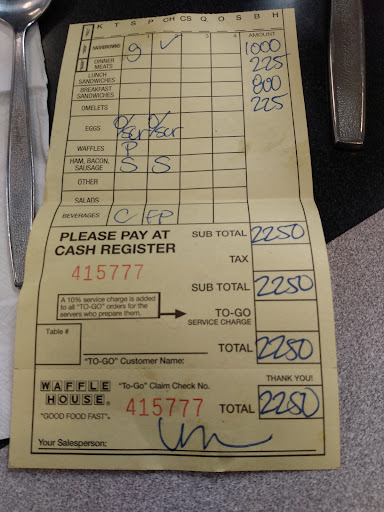 K T S P CH CS Q O S B H
AMOUNT
HASHBROWNS g ✓ 1000
DINNER MEATS 225
LUNCH SANDWICHES 800
BREAKFAST SANDWICHES 225
OMELETS
EGGS scr scr
WAFFLES P
HAM, BACON, SAUSAGE S S
OTHER
SALADS
BEVERAGES C FP
PLEASE PAY AT SUB TOTAL 2250
CASH REGISTER
TAX
415777
SUB TOTAL 2250
A 10% service charge is added
to all "TO-GO" orders for the
servers who prepare them.
TO-GO
SERVICE CHARGE
Table #
TOTAL 2250
"TO-GO" Customer Name:
THANK YOU!
WAFFLE HOUSE "To-Go" Claim Check No.
415777 TOTAL 2250
"GOOD FOOD FAST"
Your Salesperson: